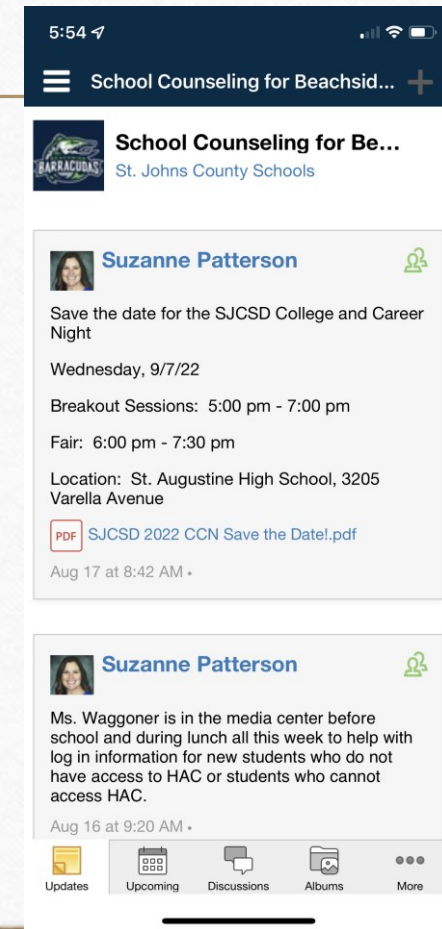 5:54
School Counseling for Beachsid...
BARRACUDAS
School Counseling for Be...
St. Johns County Schools
Suzanne Patterson
Save the date for the SJCSD College and Career
Night
Wednesday, 9/7/22
Breakout Sessions: 5:00 pm - 7:00 pm
Fair: 6:00 pm - 7:30 pm
Location: St. Augustine High School, 3205
Varella Avenue
PDF SJCSD 2022 CCN Save the Date!.pdf
Aug 17 at 8:42 AM •
Suzanne Patterson
Ms. Waggoner is in the media center before
school and during lunch all this week to help with
log in information for new students who do not
have access to HAC or students who cannot
access HAC.
Aug 16 at 9:20 AM •
Updates Upcoming Discussions Albums More